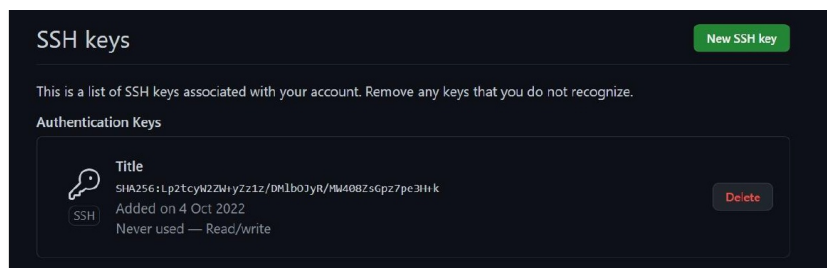 SSH keys
New SSH key
This is a list of SSH keys associated with your account. Remove any keys that you do not recognize.
Authentication Keys
Title
SHA256:Lp2tcyW2ZW+yZz1z/DMlbOJyR/MW408ZsGpz7pe3H+k
SSH
Added on 4 Oct 2022
Never used — Read/write
Delete